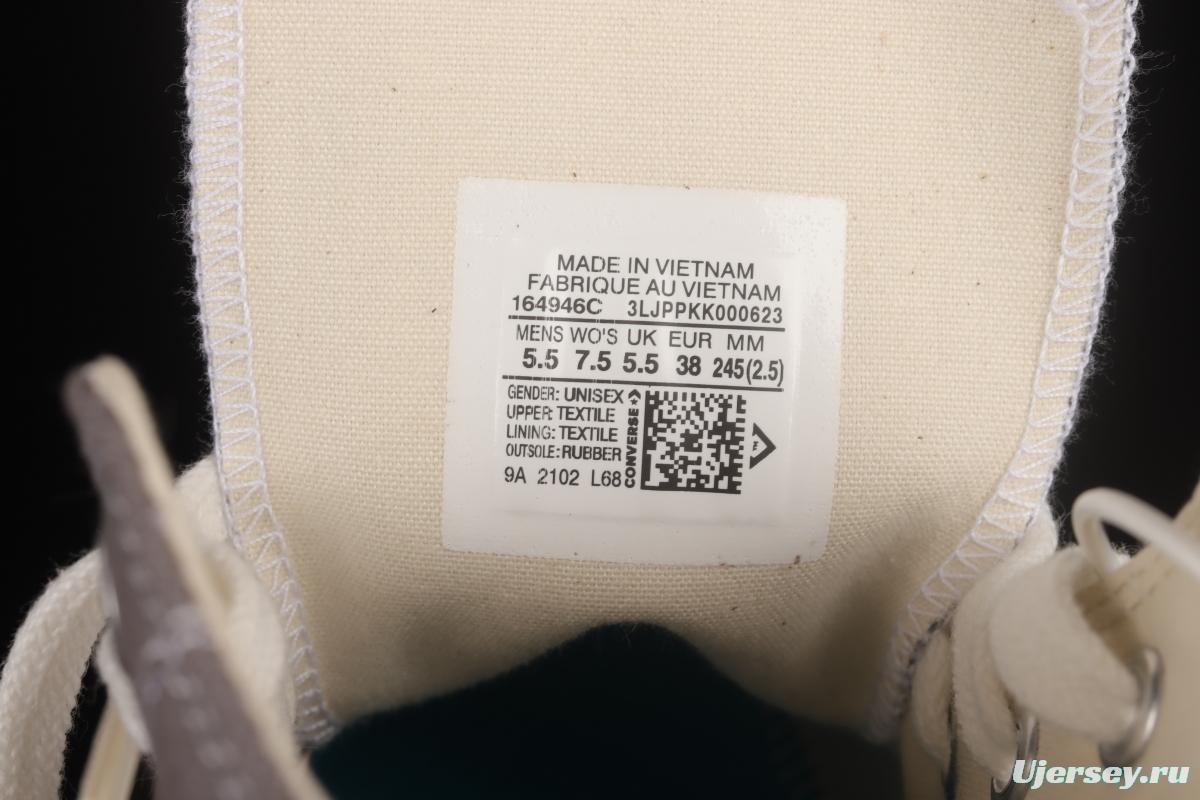 MADE IN VIETNAM
FABRIQUE AU VIETNAM
164946C 3LJPPKK000623
MENS WO'S UK EUR MM
5.5 7.5 5.5 38 245(2.5)
GENDER: UNISEX
UPPER: TEXTILE
LINING: TEXTILE
OUTSOLE: RUBBER
9A 2102 L68
CONVERSE
F
Ujersey.ru